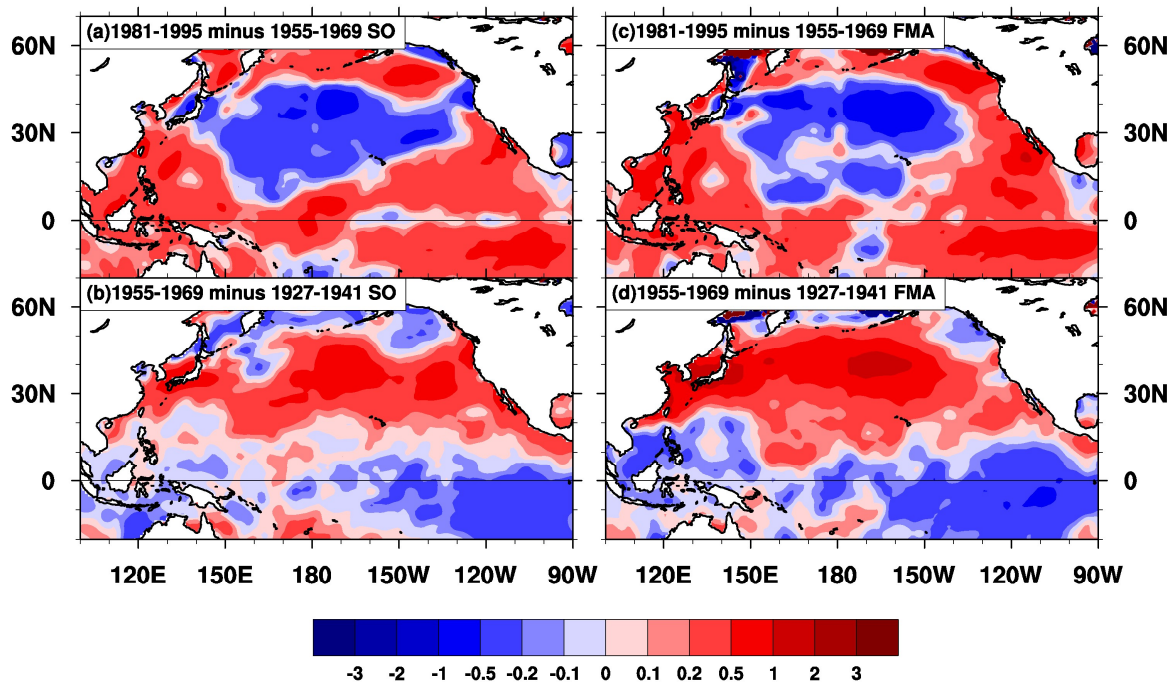 (a)1981-1995 minus 1955-1969 SO
(c)1981-1995 minus 1955-1969 FMA
60N
60N
30N
30N
0
0
(b)1955-1969 minus 1927-1941 SO
(d)1955-1969 minus 1927-1941 FMA
60N
60N
30N
30N
0
0
120E 150E 180 150W 120W 90W
120E 150E 180 150W 120W 90W
-3 -2 -1 -0.5 -0.2 -0.1 0 0.1 0.2 0.5 1 2 3